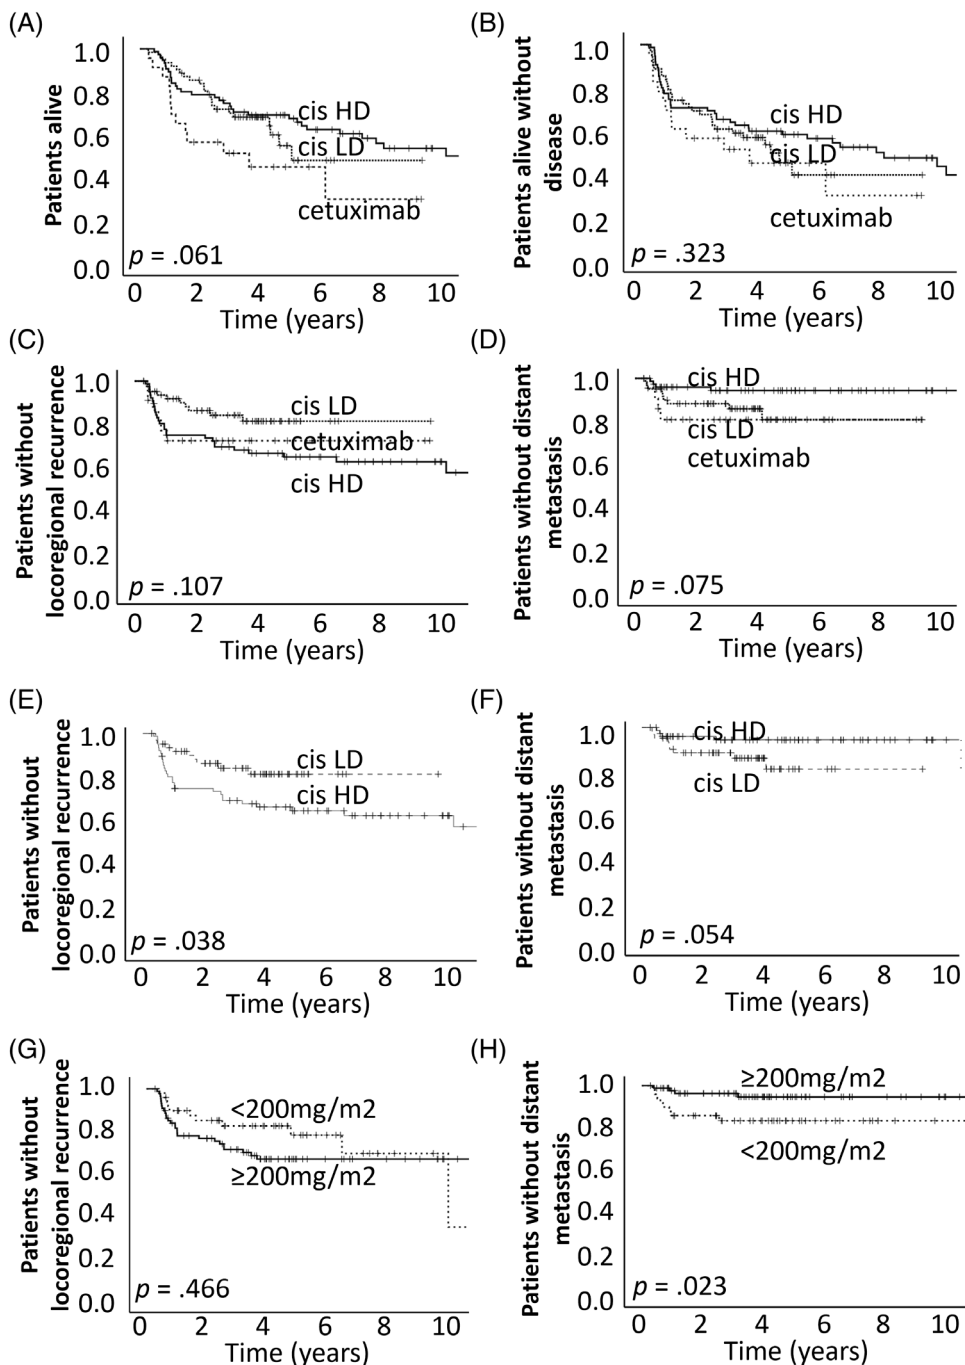 (A)
Patients alive
1.0
0.8
0.6
0.4
0.2
0.0
cis HD
cis LD
cetuximab
p = .061
0 2 4 6 8 10
Time (years)
(B)
Patients alive without
disease
1.0
0.8
0.6
0.4
0.2
0.0
cis HD
cis LD
cetuximab
p = .323
0 2 4 6 8 10
Time (years)
(C)
Patients without
locoregional recurrence
1.0
0.8
0.6
0.4
0.2
0.0
cis LD
cetuximab
cis HD
p = .107
0 2 4 6 8 10
Time (years)
(D)
Patients without distant
metastasis
1.0
0.8
0.6
0.4
0.2
0.0
cis HD
cis LD
cetuximab
p = .075
0 2 4 6 8 10
Time (years)
(E)
Patients without
locoregional recurrence
1.0
0.8
0.6
0.4
0.2
0.0
cis LD
cis HD
p = .038
0 2 4 6 8 10
Time (years)
(F)
Patients without distant
metastasis
1.0
0.8
0.6
0.4
0.2
0.0
cis HD
cis LD
p = .054
0 2 4 6 8 10
Time (years)
(G)
Patients without
locoregional recurrence
1.0
0.8
0.6
0.4
0.2
0.0
<200mg/m2
≥200mg/m2
p = .466
0 2 4 6 8 10
Time (years)
(H)
Patients without distant
metastasis
1.0
0.8
0.6
0.4
0.2
0.0
≥200mg/m2
<200mg/m2
p = .023
0 2 4 6 8 10
Time (years)